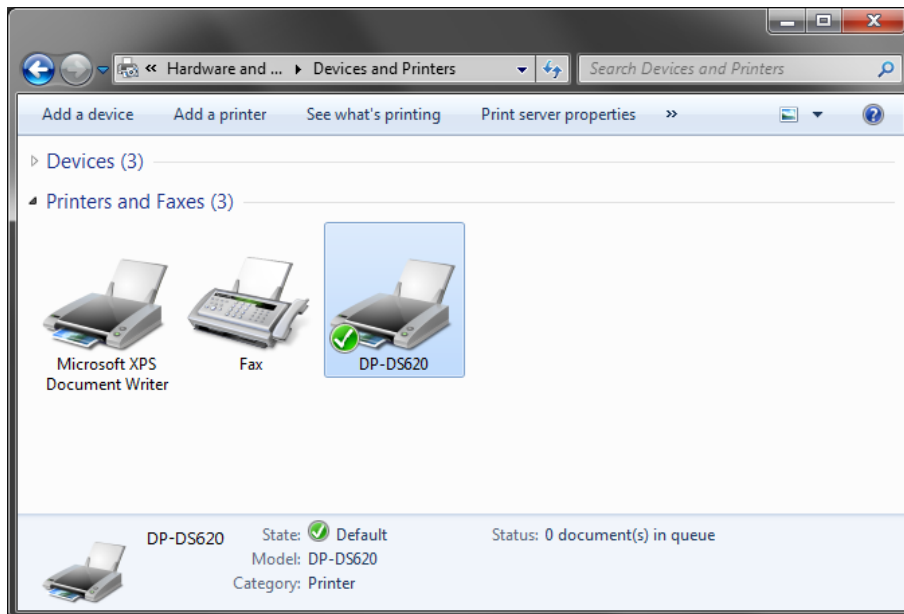 « Hardware and ... ▸ Devices and Printers Search Devices and Printers
Add a device Add a printer See what's printing Print server properties »
Devices (3)
Printers and Faxes (3)
Microsoft XPS
Document Writer
Fax
DP-DS620
DP-DS620 State: Default Status: 0 document(s) in queue
Model: DP-DS620
Category: Printer